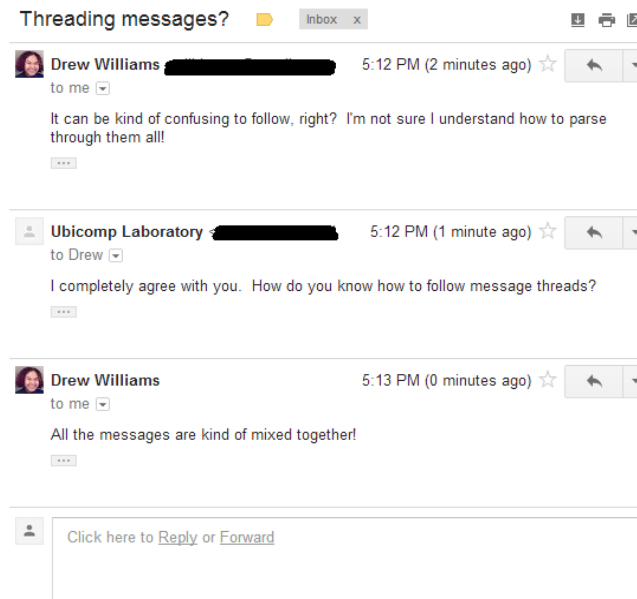 Threading messages?
Inbox x
Drew Williams 5:12 PM (2 minutes ago)
to me
It can be kind of confusing to follow, right? I'm not sure I understand how to parse
through them all!
...
Ubicomp Laboratory 5:12 PM (1 minute ago)
to Drew
I completely agree with you. How do you know how to follow message threads?
...
Drew Williams 5:13 PM (0 minutes ago)
to me
All the messages are kind of mixed together!
...
Click here to Reply or Forward